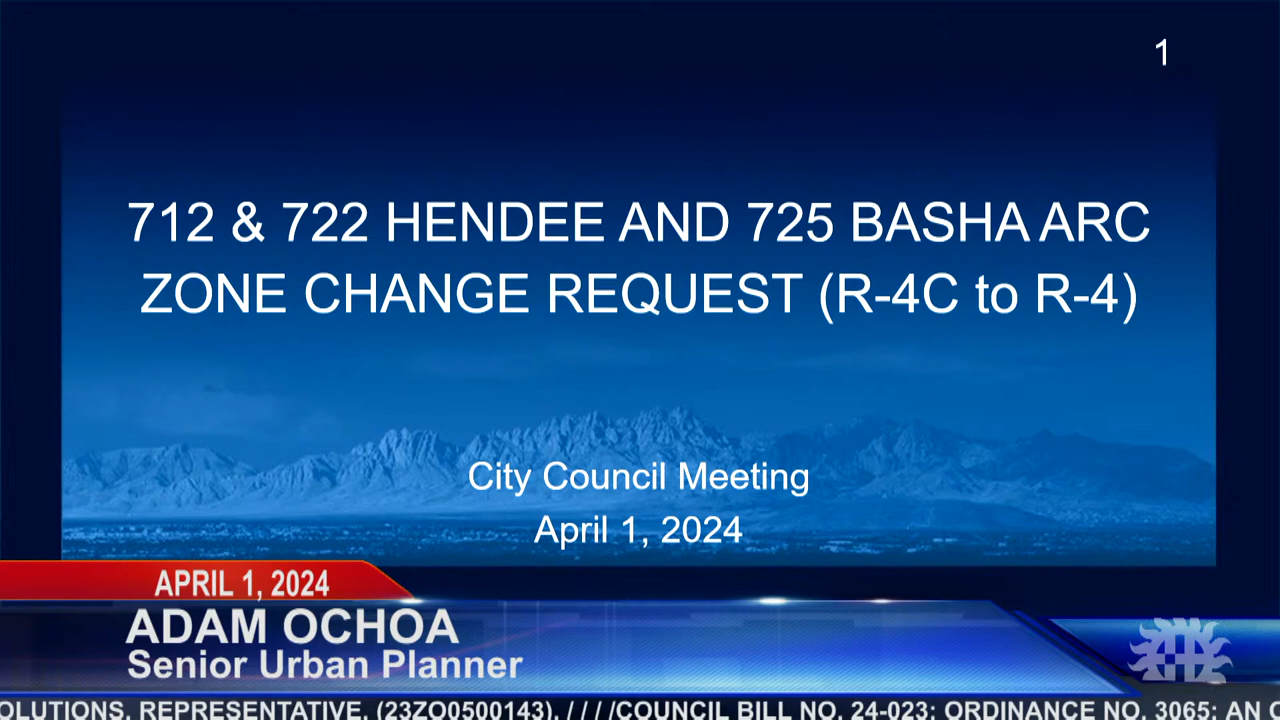 1
712 & 722 HENDEE AND 725 BASHA ARC
ZONE CHANGE REQUEST (R-4C to R-4)
City Council Meeting
April 1, 2024
APRIL 1, 2024
ADAM OCHOA
Senior Urban Planner
OLUTIONS, REPRESENTATIVE. (23ZO0500143). / / / /COUNCIL BILL NO. 24-023; ORDINANCE NO. 3065: AN